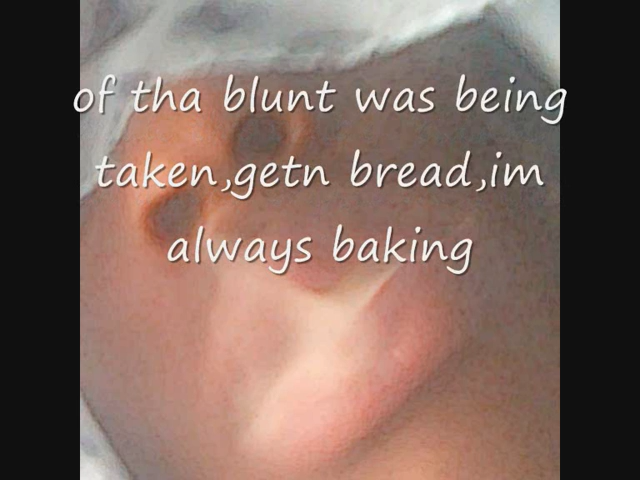 of tha blunt was being
taken,getn bread,im
always baking